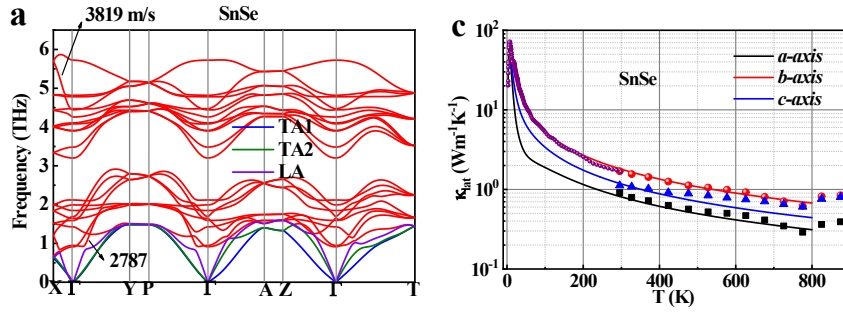 a
3819 m/s
SnSe
Frequency (THz)
6
5
4
3
2
1
0
TA1
TA2
LA
2787
X Γ Y P Γ A Z Γ T
c
κlat (Wm-1K-1)
10²
10¹
10⁰
10⁻¹
SnSe
a-axis
b-axis
c-axis
0 200 400 600 800
T (K)